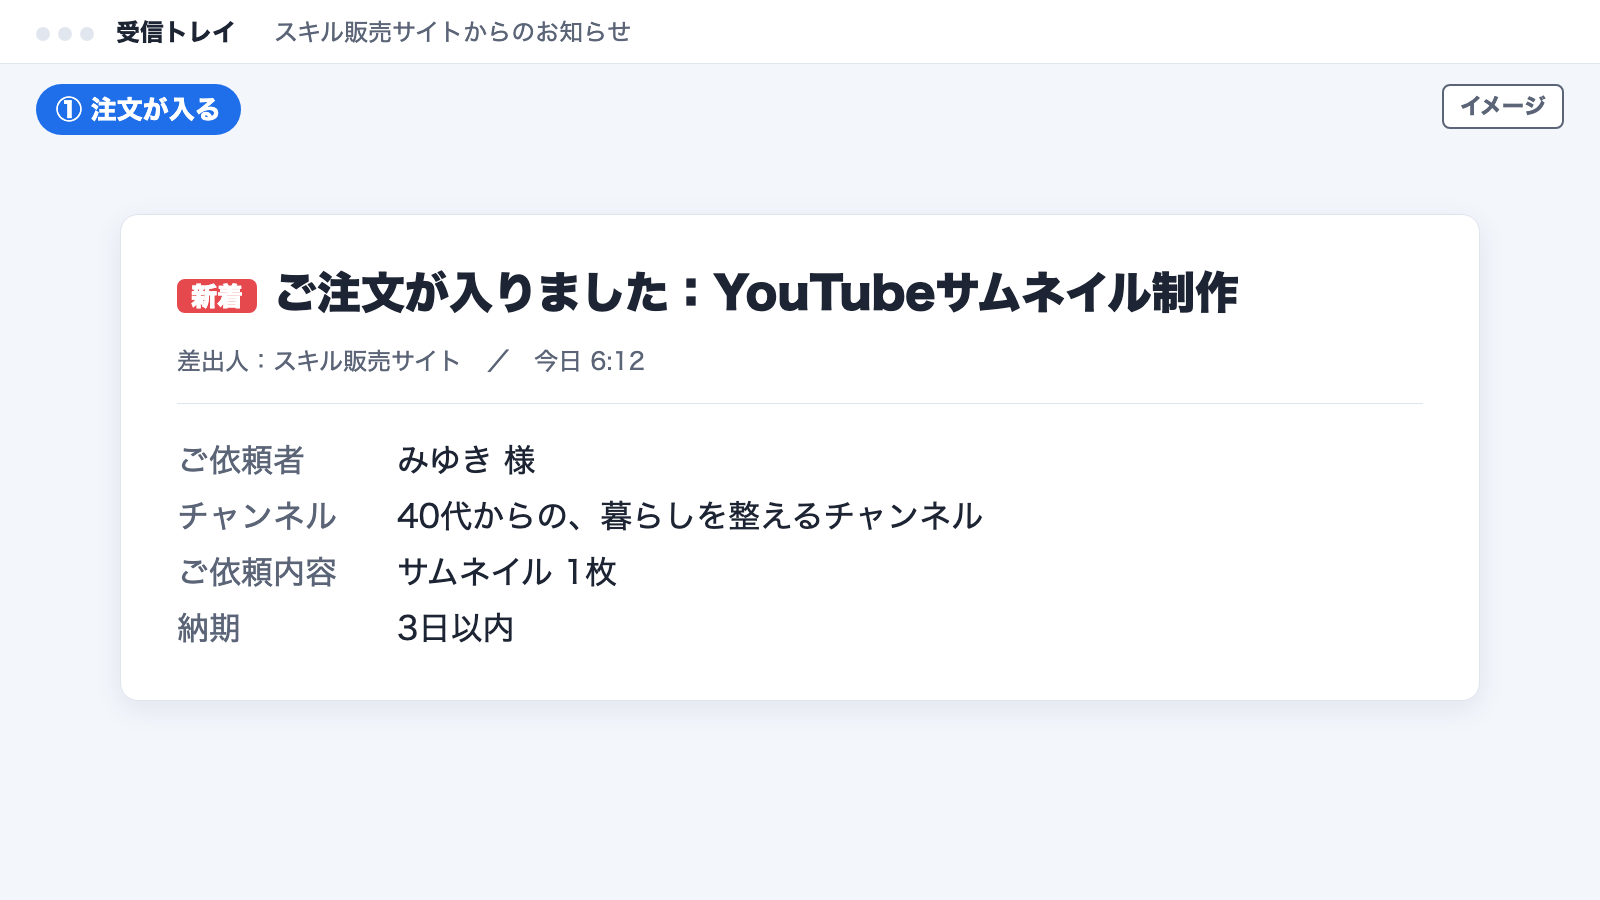 受信トレイ スキル販売サイトからのお知らせ
① 注文が入る
イメージ
新着 ご注文が入りました：YouTubeサムネイル制作
差出人：スキル販売サイト ／ 今日 6:12
ご依頼者 みゆき 様
チャンネル 40代からの、暮らしを整えるチャンネル
ご依頼内容 サムネイル 1枚
納期 3日以内